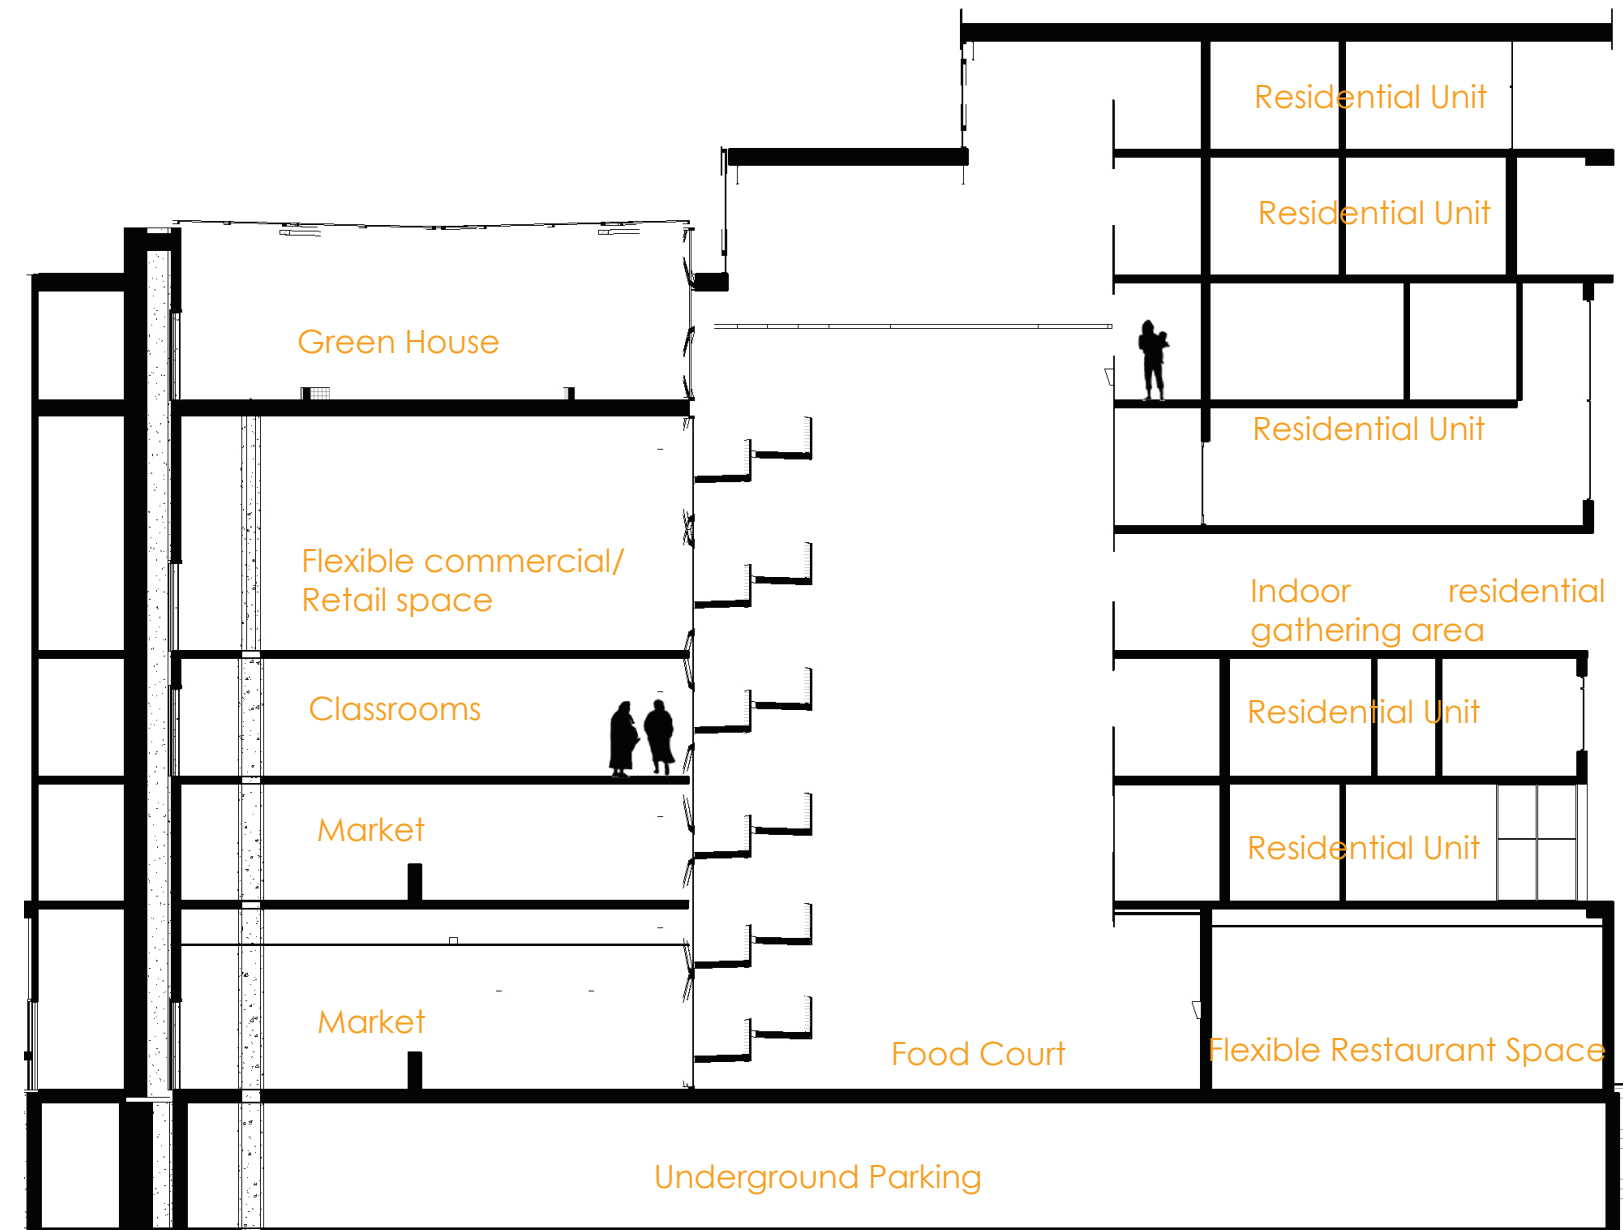 Residential Unit
Residential Unit
Green House
Residential Unit
Flexible commercial/
Retail space
Indoor residential
gathering area
Classrooms
Residential Unit
Market
Residential Unit
Market
Food Court
Flexible Restaurant Space
Underground Parking